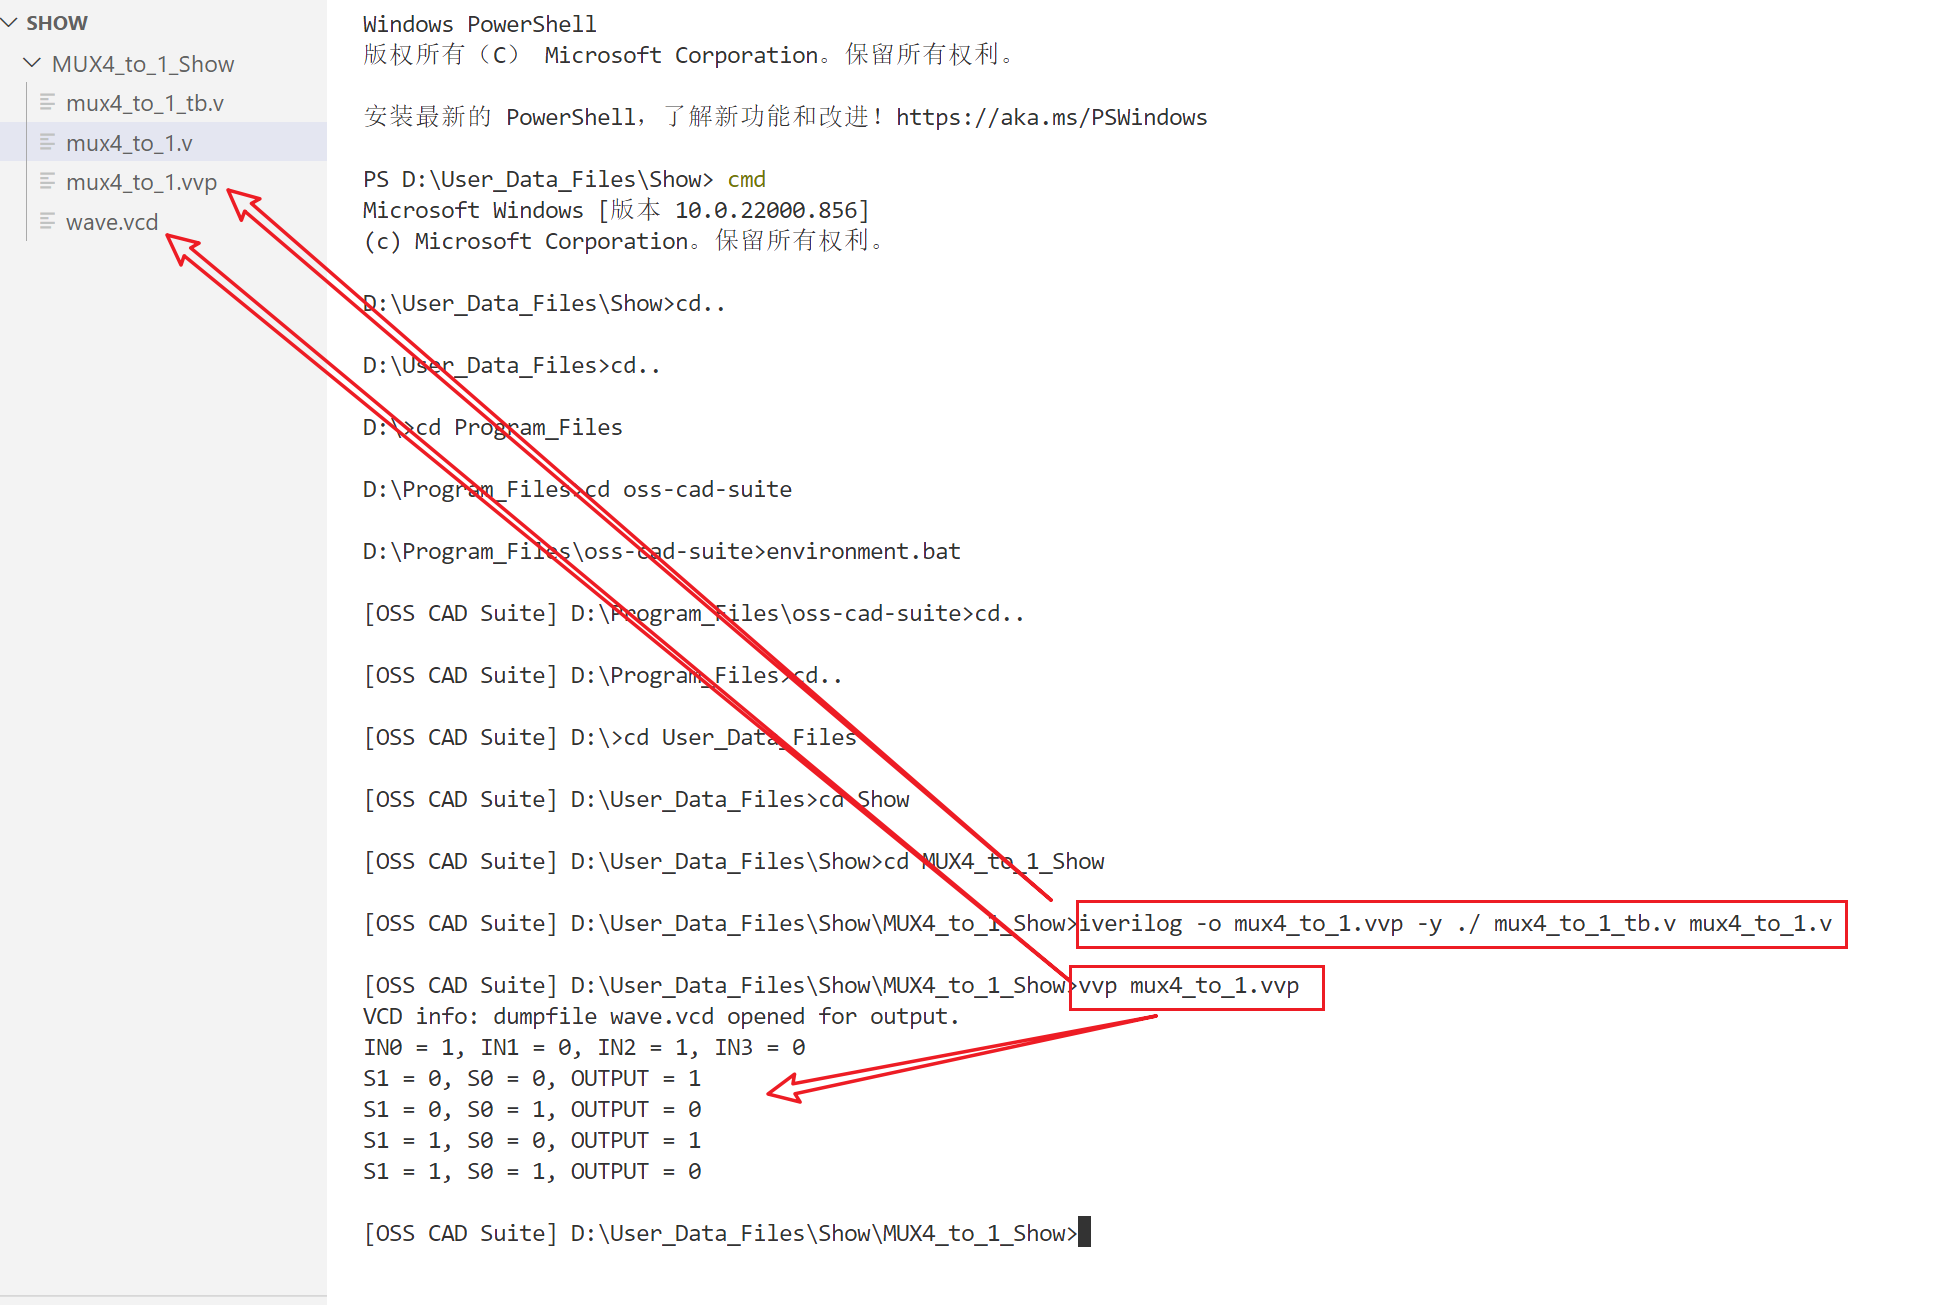 SHOW
MUX4_to_1_Show
mux4_to_1_tb.v
mux4_to_1.v
mux4_to_1.vvp
wave.vcd
Windows PowerShell
版权所有（C） Microsoft Corporation。保留所有权利。
安装最新的 PowerShell，了解新功能和改进！https://aka.ms/PSWindows
PS D:\User_Data_Files\Show> cmd
Microsoft Windows [版本 10.0.22000.856]
(c) Microsoft Corporation。保留所有权利。
D:\User_Data_Files\Show>cd..
D:\User_Data_Files>cd..
D:\>cd Program_Files
D:\Program_Files>cd oss-cad-suite
D:\Program_Files\oss-cad-suite>environment.bat
[OSS CAD Suite] D:\Program_Files\oss-cad-suite>cd..
[OSS CAD Suite] D:\Program_Files>cd..
[OSS CAD Suite] D:\>cd User_Data_Files
[OSS CAD Suite] D:\User_Data_Files>cd Show
[OSS CAD Suite] D:\User_Data_Files\Show>cd MUX4_to_1_Show
[OSS CAD Suite] D:\User_Data_Files\Show\MUX4_to_1_Show>iverilog -o mux4_to_1.vvp -y ./ mux4_to_1_tb.v mux4_to_1.v
[OSS CAD Suite] D:\User_Data_Files\Show\MUX4_to_1_Show>vvp mux4_to_1.vvp
VCD info: dumpfile wave.vcd opened for output.
IN0 = 1, IN1 = 0, IN2 = 1, IN3 = 0
S1 = 0, S0 = 0, OUTPUT = 1
S1 = 0, S0 = 1, OUTPUT = 0
S1 = 1, S0 = 0, OUTPUT = 1
S1 = 1, S0 = 1, OUTPUT = 0
[OSS CAD Suite] D:\User_Data_Files\Show\MUX4_to_1_Show>